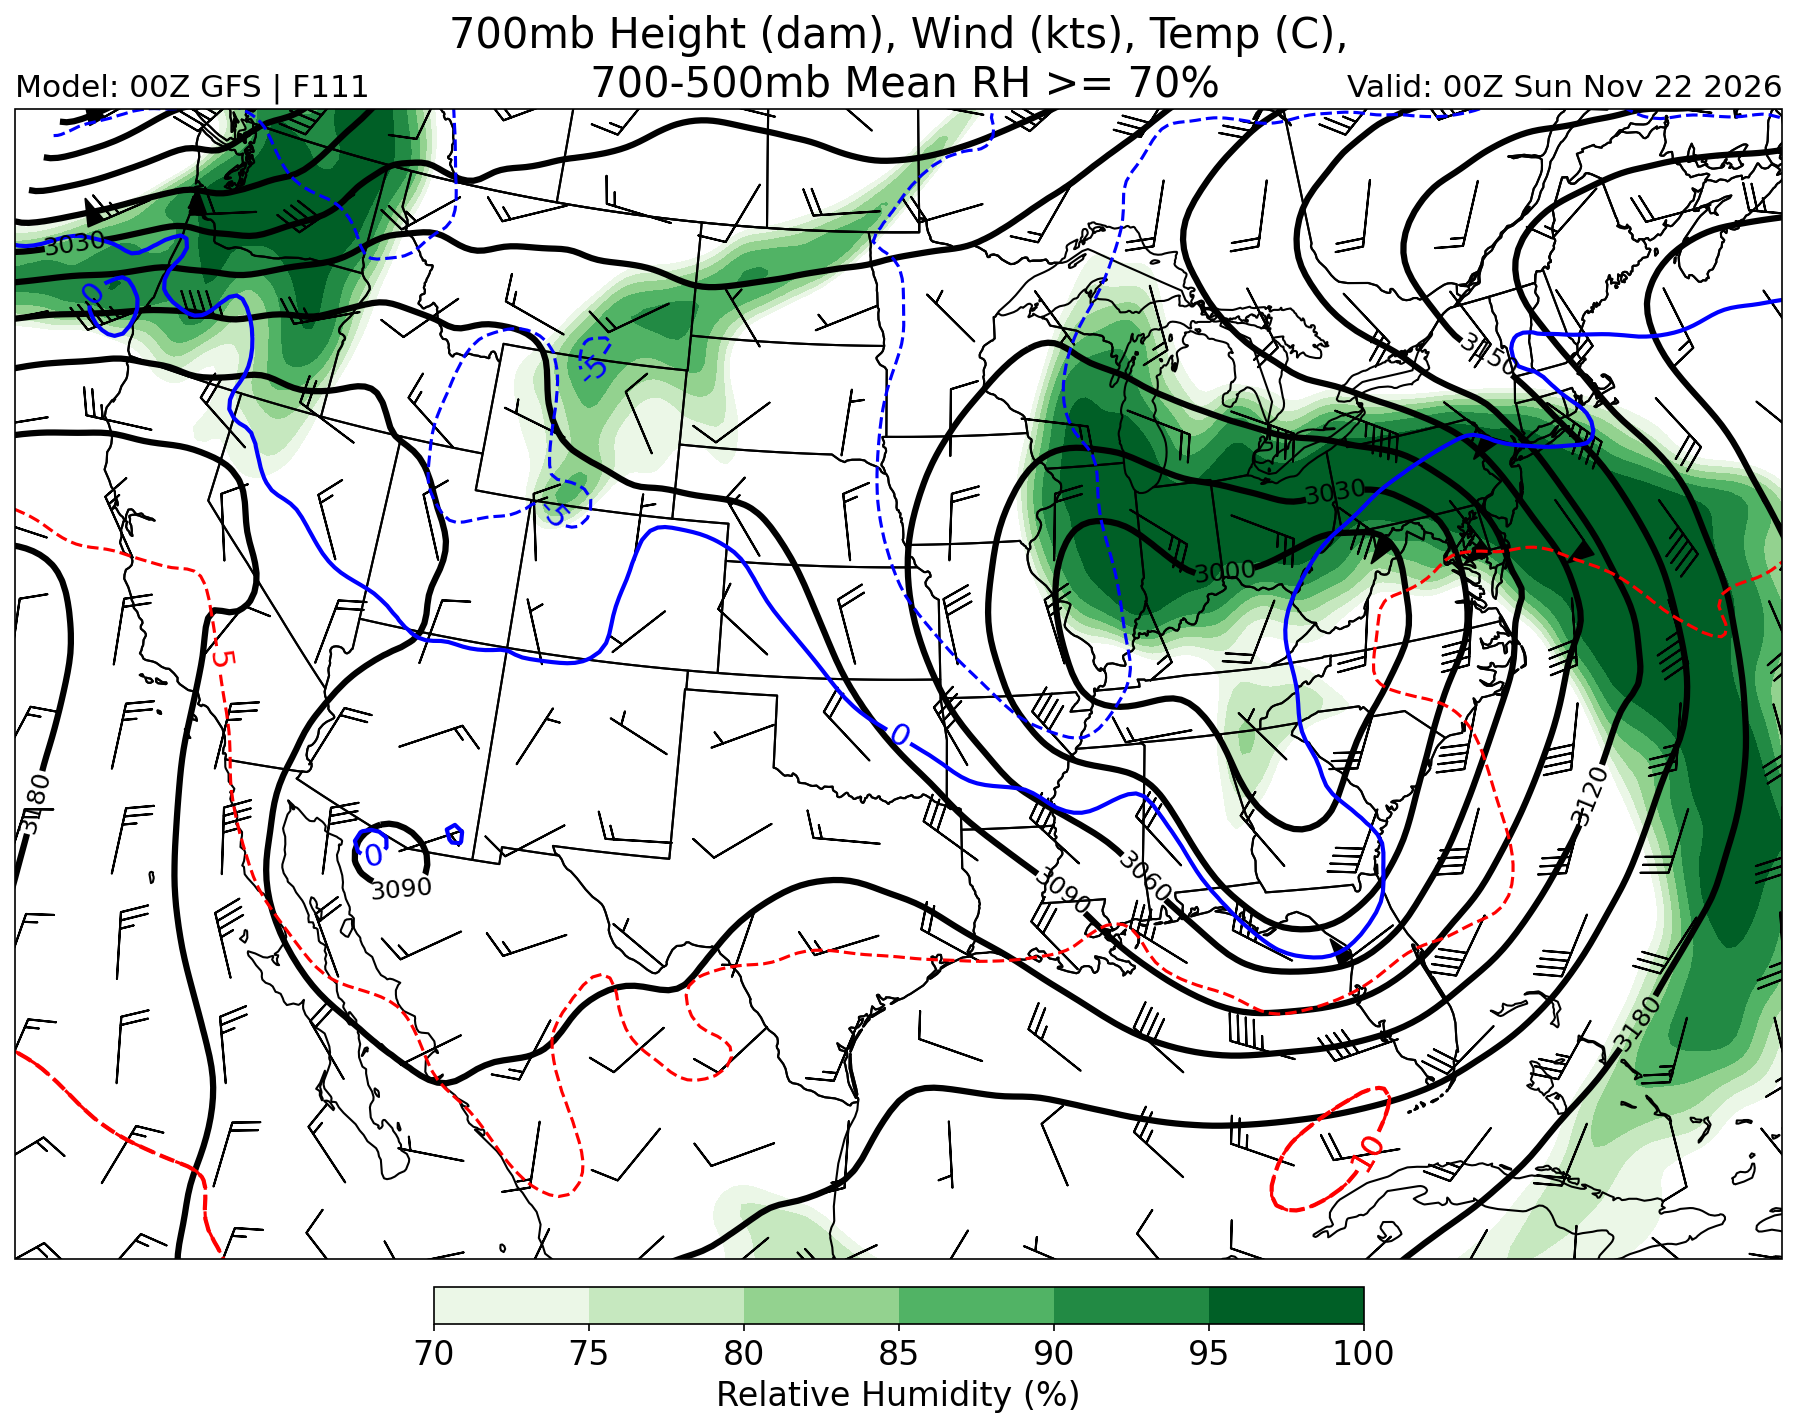 700mb Height (dam), Wind (kts), Temp (C),
Model: 00Z GFS | F111
700-500mb Mean RH >= 70%
Valid: 00Z Sun Nov 22 2026
3030
0
-5
3150
3030
-5
3000
5
0
3180
3120
0
3090
3060
3090
3180
10
70 75 80 85 90 95 100
Relative Humidity (%)